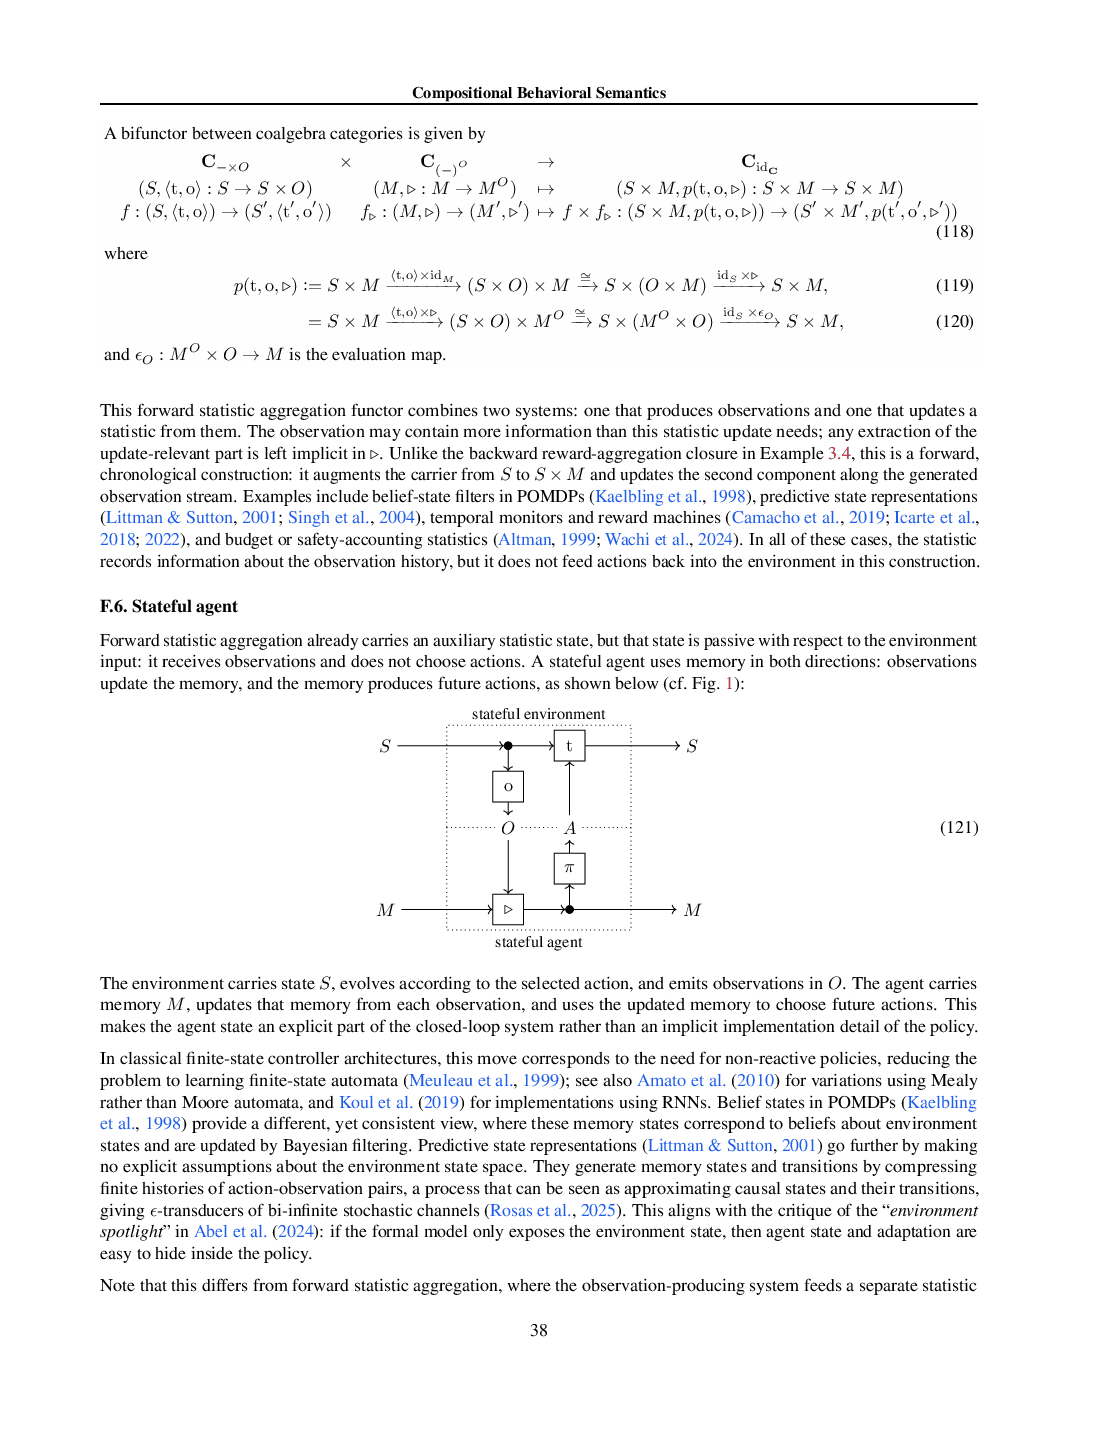 Compositional Behavioral Semantics
A bifunctor between coalgebra categories is given by
C_{−×O} × C_{(−)^O} → C_{id_C}
(S, ⟨t, o⟩ : S → S × O) (M, ▹ : M → M^O) ↦ (S × M, p(t, o, ▹) : S × M → S × M)
f : (S, ⟨t, o⟩) → (S′, ⟨t′, o′⟩) f_▹ : (M, ▹) → (M′, ▹′) ↦ f × f_▹ : (S × M, p(t, o, ▹)) → (S′ × M′, p(t′, o′, ▹′))
(118)
where
p(t, o, ▹) := S × M —⟨t,o⟩×id_M→ (S × O) × M —≅→ S × (O × M) —id_S ×▹→ S × M, (119)
= S × M —⟨t,o⟩×▹→ (S × O) × M^O —≅→ S × (M^O × O) —id_S ×ϵ_O→ S × M, (120)
and ϵ_O : M^O × O → M is the evaluation map.
This forward statistic aggregation functor combines two systems: one that produces observations and one that updates a
statistic from them. The observation may contain more information than this statistic update needs; any extraction of the
update-relevant part is left implicit in ▹. Unlike the backward reward-aggregation closure in Example 3.4, this is a forward,
chronological construction: it augments the carrier from S to S × M and updates the second component along the generated
observation stream. Examples include belief-state filters in POMDPs (Kaelbling et al., 1998), predictive state representations
(Littman & Sutton, 2001; Singh et al., 2004), temporal monitors and reward machines (Camacho et al., 2019; Icarte et al.,
2018; 2022), and budget or safety-accounting statistics (Altman, 1999; Wachi et al., 2024). In all of these cases, the statistic
records information about the observation history, but it does not feed actions back into the environment in this construction.
F.6. Stateful agent
Forward statistic aggregation already carries an auxiliary statistic state, but that state is passive with respect to the environment
input: it receives observations and does not choose actions. A stateful agent uses memory in both directions: observations
update the memory, and the memory produces future actions, as shown below (cf. Fig. 1):
stateful environment
S t S
o
O A (121)
π
M ▹ M
stateful agent
The environment carries state S, evolves according to the selected action, and emits observations in O. The agent carries
memory M, updates that memory from each observation, and uses the updated memory to choose future actions. This
makes the agent state an explicit part of the closed-loop system rather than an implicit implementation detail of the policy.
In classical finite-state controller architectures, this move corresponds to the need for non-reactive policies, reducing the
problem to learning finite-state automata (Meuleau et al., 1999); see also Amato et al. (2010) for variations using Mealy
rather than Moore automata, and Koul et al. (2019) for implementations using RNNs. Belief states in POMDPs (Kaelbling
et al., 1998) provide a different, yet consistent view, where these memory states correspond to beliefs about environment
states and are updated by Bayesian filtering. Predictive state representations (Littman & Sutton, 2001) go further by making
no explicit assumptions about the environment state space. They generate memory states and transitions by compressing
finite histories of action-observation pairs, a process that can be seen as approximating causal states and their transitions,
giving ϵ-transducers of bi-infinite stochastic channels (Rosas et al., 2025). This aligns with the critique of the “environment
spotlight” in Abel et al. (2024): if the formal model only exposes the environment state, then agent state and adaptation are
easy to hide inside the policy.
Note that this differs from forward statistic aggregation, where the observation-producing system feeds a separate statistic
38